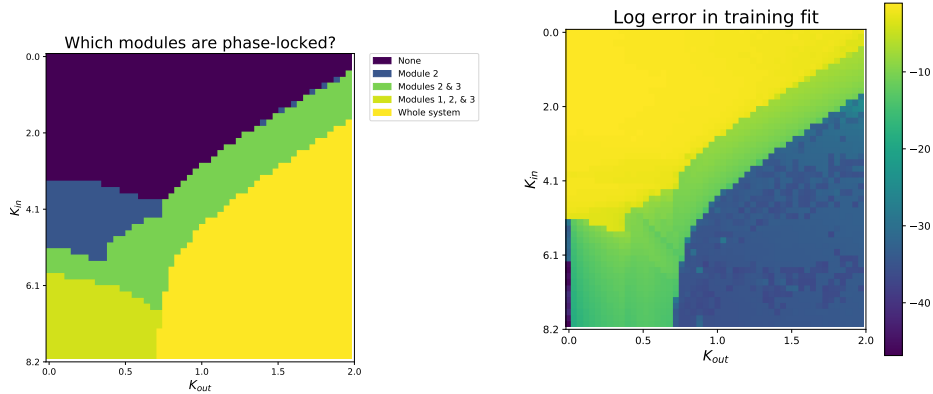 Which modules are phase-locked?
0.0
2.0
4.1
6.1
8.2
K_in
0.0
0.5
1.0
1.5
2.0
K_out
None
Module 2
Modules 2 & 3
Modules 1, 2, & 3
Whole system
Log error in training fit
0.0
2.0
4.1
6.1
8.2
K_in
0.0
0.5
1.0
1.5
2.0
K_out
−10
−20
−30
−40